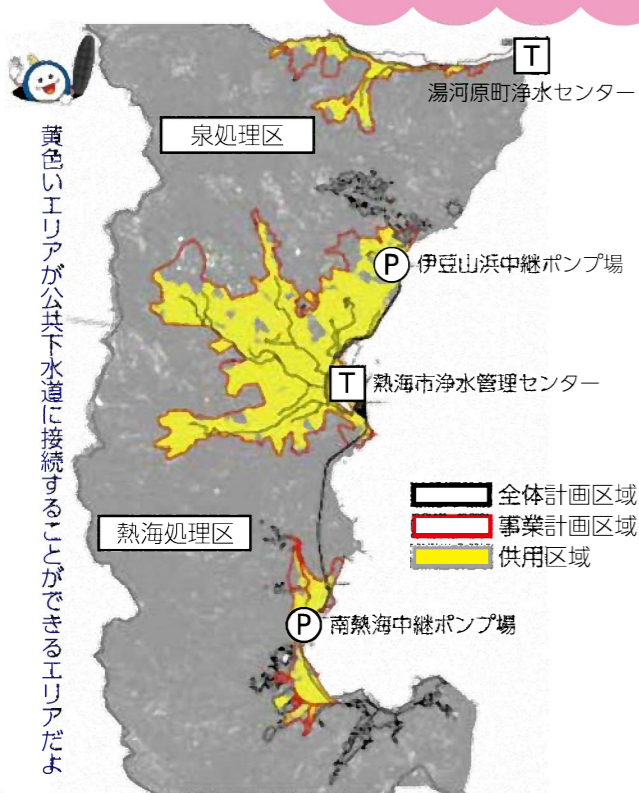 T
湯河原町浄水センター
泉処理区
黄色いエリアが公共下水道に接続することができるエリアだよ
P 伊豆山浜中継ポンプ場
T 熱海市浄水管理センター
全体計画区域
事業計画区域
供用区域
熱海処理区
P 南熱海中継ポンプ場